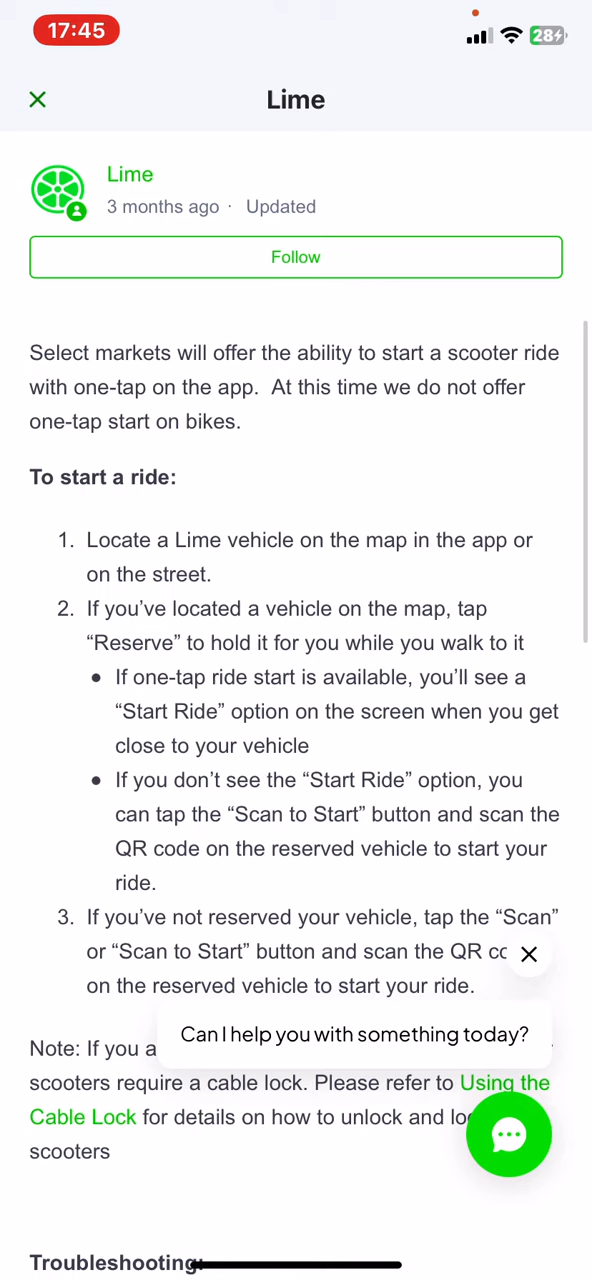 17:45
28
Lime
Lime
3 months ago · Updated
Follow
Select markets will offer the ability to start a scooter ride
with one-tap on the app. At this time we do not offer
one-tap start on bikes.
To start a ride:
1. Locate a Lime vehicle on the map in the app or
on the street.
2. If you’ve located a vehicle on the map, tap
“Reserve” to hold it for you while you walk to it
• If one-tap ride start is available, you’ll see a
“Start Ride” option on the screen when you get
close to your vehicle
• If you don’t see the “Start Ride” option, you
can tap the “Scan to Start” button and scan the
QR code on the reserved vehicle to start your
ride.
3. If you’ve not reserved your vehicle, tap the “Scan”
or “Scan to Start” button and scan the QR
on the reserved vehicle to start your ride.
Can I help you with something today?
Note: If you a
scooters require a cable lock. Please refer to Using the
Cable Lock for details on how to unlock and
scooters
Troubleshooting: